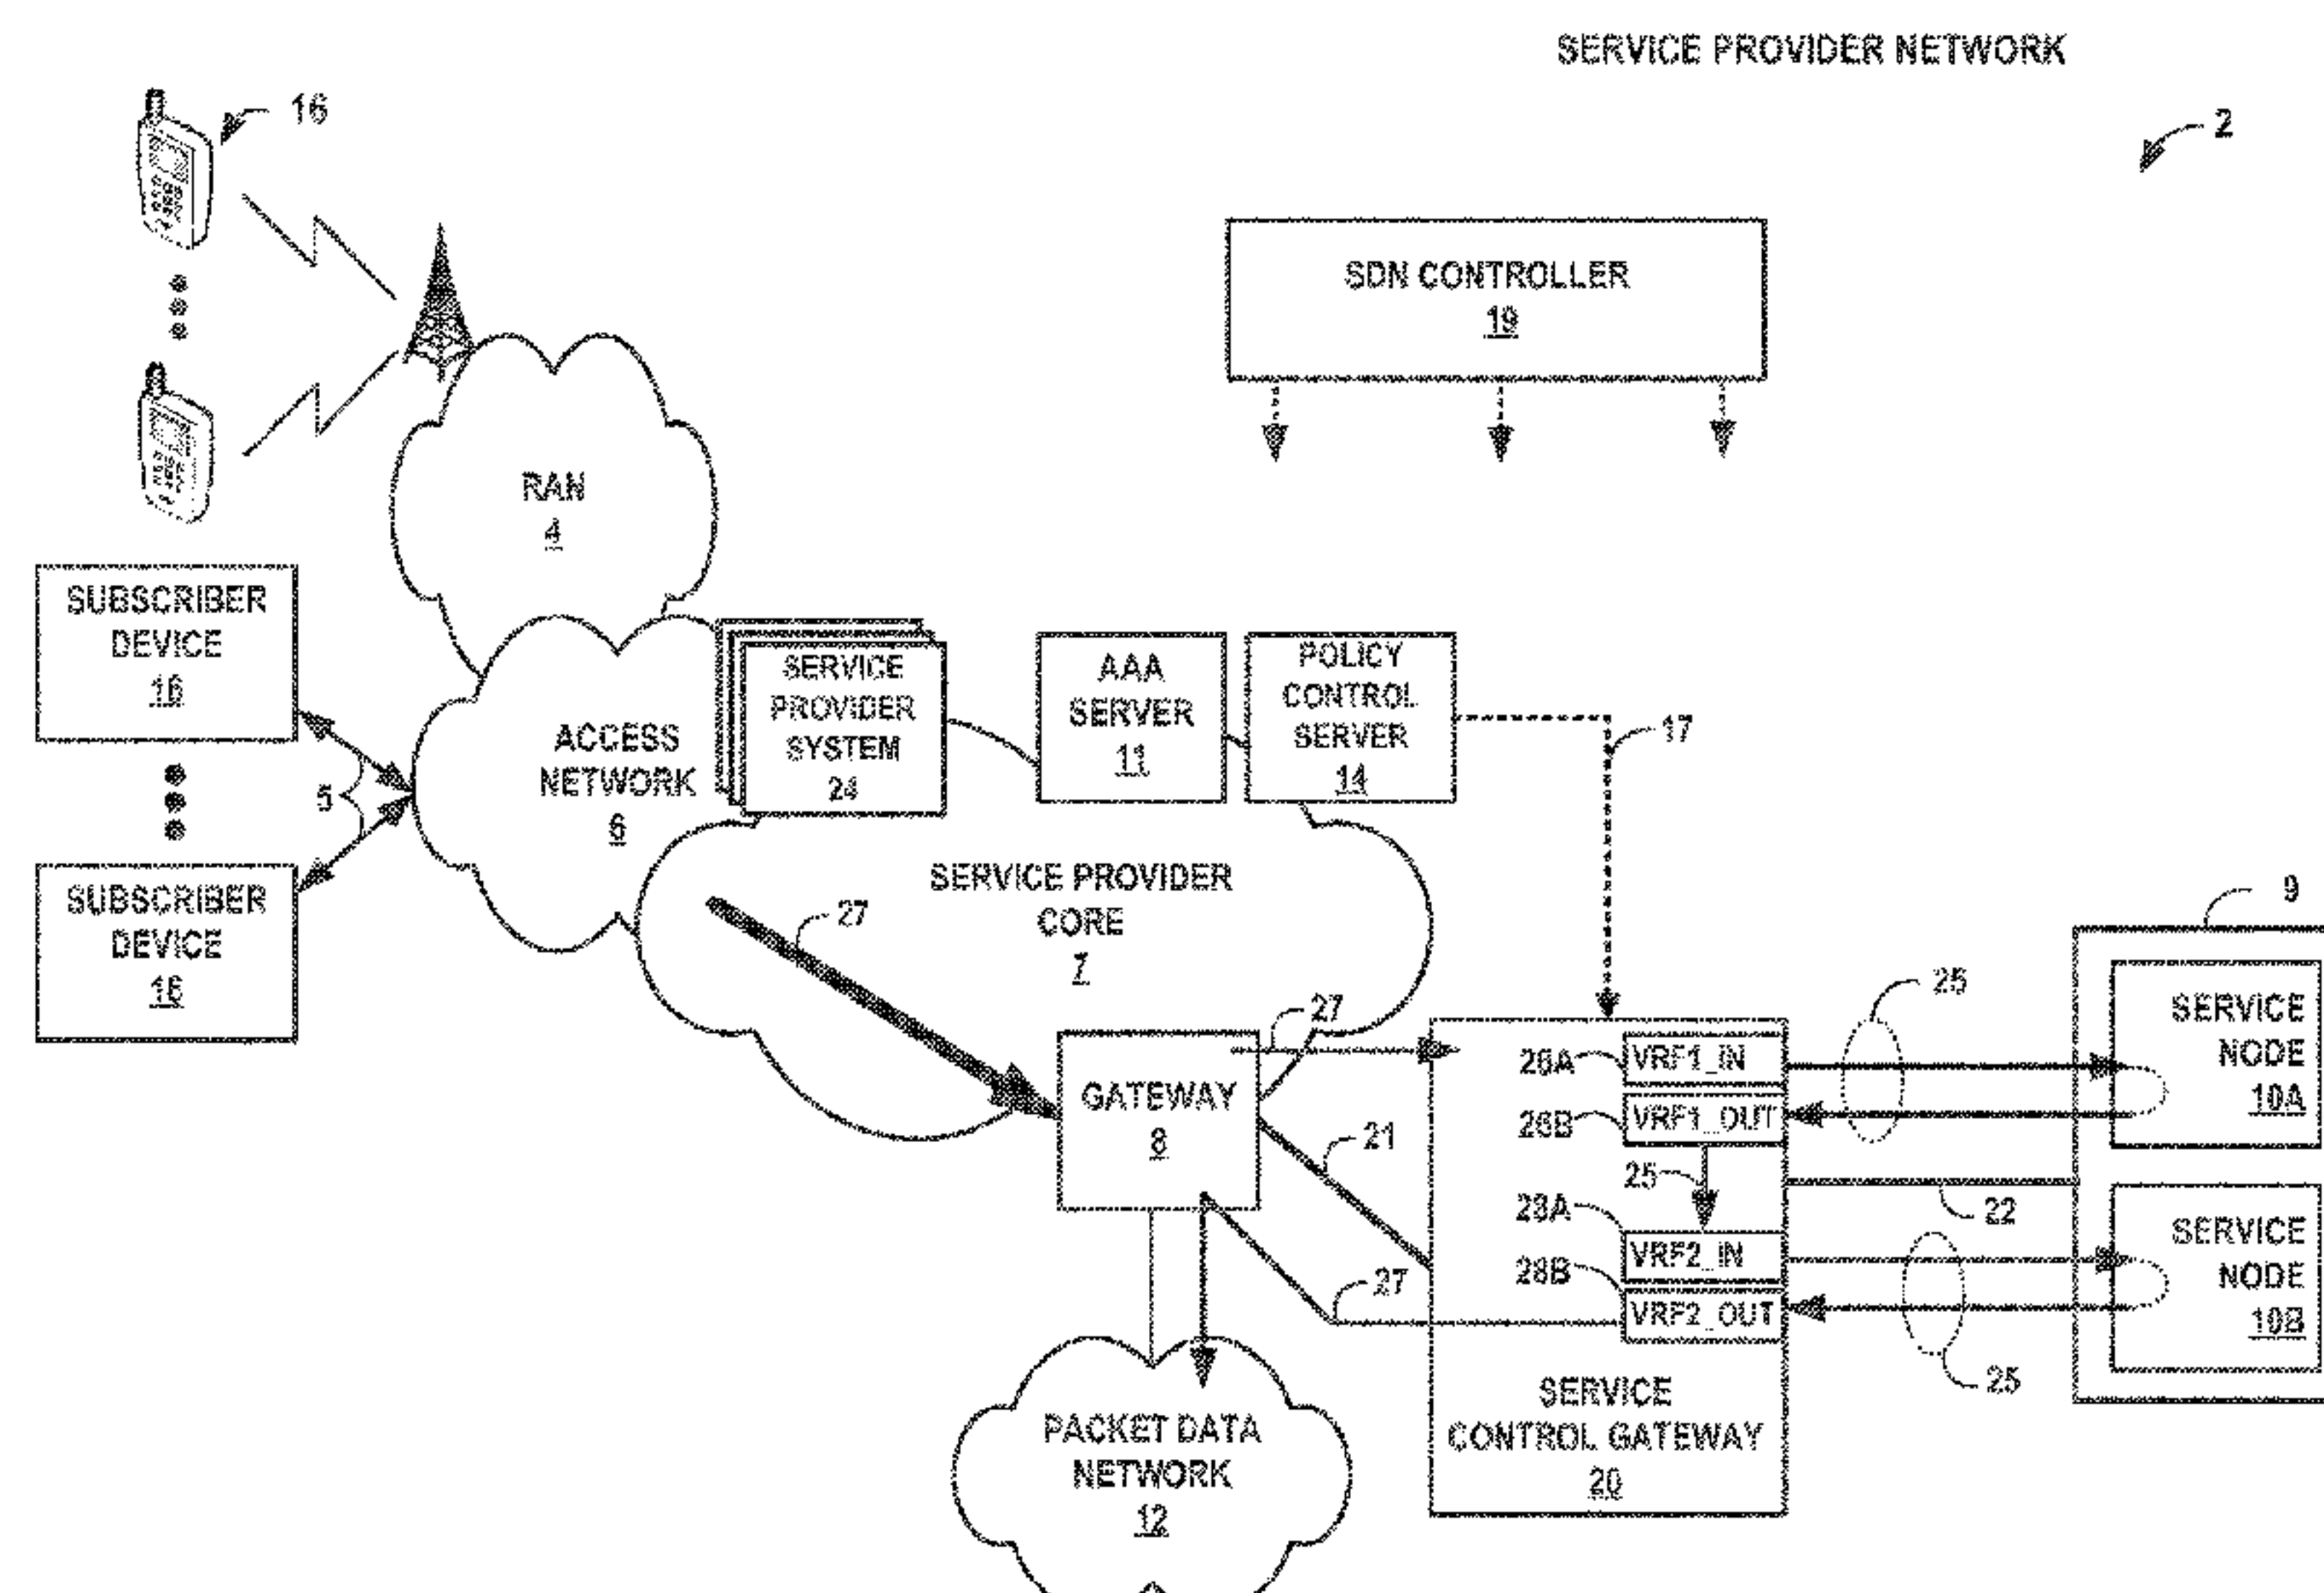 SERVICE PROVIDER NETWORK
2
16
SDN CONTROLLER
19
RAN
4
SUBSCRIBER
DEVICE
16
5
SUBSCRIBER
DEVICE
16
ACCESS
NETWORK
6
SERVICE
PROVIDER
SYSTEM
24
AAA
SERVER
11
POLICY
CONTROL
SERVER
14
17
SERVICE PROVIDER
CORE
7
27
27
GATEWAY
8
21
27
PACKET DATA
NETWORK
12
26A
VRF1_IN
26B
VRF1_OUT
25
28A
VRF2_IN
28B
VRF2_OUT
SERVICE
CONTROL GATEWAY
20
25
22
25
9
SERVICE
NODE
10A
SERVICE
NODE
10B